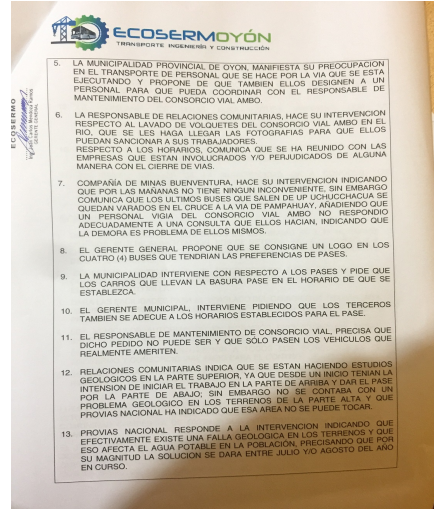 ECOSERMOYÓN
TRANSPORTE INGENIERÍA Y CONSTRUCCIÓN
ECOSERMO
GERENTE GENERAL
5. LA MUNICIPALIDAD PROVINCIAL DE OYON, MANIFIESTA SU PREOCUPACION
EN EL TRANSPORTE DE PERSONAL QUE SE HACE POR LA VIA QUE SE ESTA
EJECUTANDO Y PROPONE DE QUE TAMBIEN ELLOS DESIGNEN A UN
PERSONAL PARA QUE PUEDA COORDINAR CON EL RESPONSABLE DE
MANTENIMIENTO DEL CONSORCIO VIAL AMBO.
6. LA RESPONSABLE DE RELACIONES COMUNITARIAS, HACE SU INTERVENCION
RESPECTO AL LAVADO DE VOLQUETES DEL CONSORCIO VIAL AMBO EN EL
RIO, QUE SE LES HAGA LLEGAR LAS FOTOGRAFIAS PARA QUE ELLOS
PUEDAN SANCIONAR A SUS TRABAJADORES.
RESPECTO A LOS HORARIOS, COMUNICA QUE SE HA REUNIDO CON LAS
EMPRESAS QUE ESTAN INVOLUCRADOS Y/O PERJUDICADOS DE ALGUNA
MANERA CON EL CIERRE DE VIAS.
7. COMPAÑÍA DE MINAS BUENVENTURA, HACE SU INTERVENCION INDICANDO
QUE POR LAS MAÑANAS NO TIENE NINGUN INCONVENIENTE, SIN EMBARGO
COMUNICA QUE LOS ULTIMOS BUSES QUE SALEN DE UP UCHUCCHACUA SE
QUEDAN VARADOS EN EL CRUCE A LA VIA DE PAMPAHUAY, AÑADIENDO QUE
UN PERSONAL VIGIA DEL CONSORCIO VIAL AMBO NO RESPONDIO
ADECUADAMENTE A UNA CONSULTA QUE ELLOS HACIAN, INDICANDO QUE
LA DEMORA ES PROBLEMA DE ELLOS MISMOS.
8. EL GERENTE GENERAL PROPONE QUE SE CONSIGNE UN LOGO EN LOS
CUATRO (4) BUSES QUE TENDRIAN LAS PREFERENCIAS DE PASES.
9. LA MUNICIPALIDAD INTERVIENE CON RESPECTO A LOS PASES Y PIDE QUE
LOS CARROS QUE LLEVAN LA BASURA PASE EN EL HORARIO DE QUE SE
ESTABLEZCA.
10. EL GERENTE MUNICIPAL, INTERVIENE PIDIENDO QUE LOS TERCEROS
TAMBIEN SE ADECUE A LOS HORARIOS ESTABLECIDOS PARA EL PASE.
11. EL RESPONSABLE DE MANTENIMIENTO DE CONSORCIO VIAL, PRECISA QUE
DICHO PEDIDO NO PUEDE SER Y QUE SÓLO PASEN LOS VEHICULOS QUE
REALMENTE AMERITEN.
12. RELACIONES COMUNITARIAS INDICA QUE SE ESTAN HACIENDO ESTUDIOS
GEOLOGICOS EN LA PARTE SUPERIOR, YA QUE DESDE UN INICIO TENIAN LA
INTENSION DE INICIAR EL TRABAJO EN LA PARTE DE ARRIBA Y DAR EL PASE
POR LA PARTE DE ABAJO; SIN EMBARGO NO SE CONTABA CON UN
PROBLEMA GEOLOGICO EN LOS TERRENOS DE LA PARTE ALTA Y QUE
PROVIAS NACIONAL HA INDICADO QUE ESA AREA NO SE PUEDE TOCAR.
13. PROVIAS NACIONAL RESPONDE A LA INTERVENCION INDICANDO QUE
EFECTIVAMENTE EXISTE UNA FALLA GEOLOGICA EN LOS TERRENOS Y QUE
ESO AFECTA EL AGUA POTABLE EN LA POBLACIÓN, PRECISANDO QUE POR
SU MAGNITUD LA SOLUCION SE DARA ENTRE JULIO Y/O AGOSTO DEL AÑO
EN CURSO.